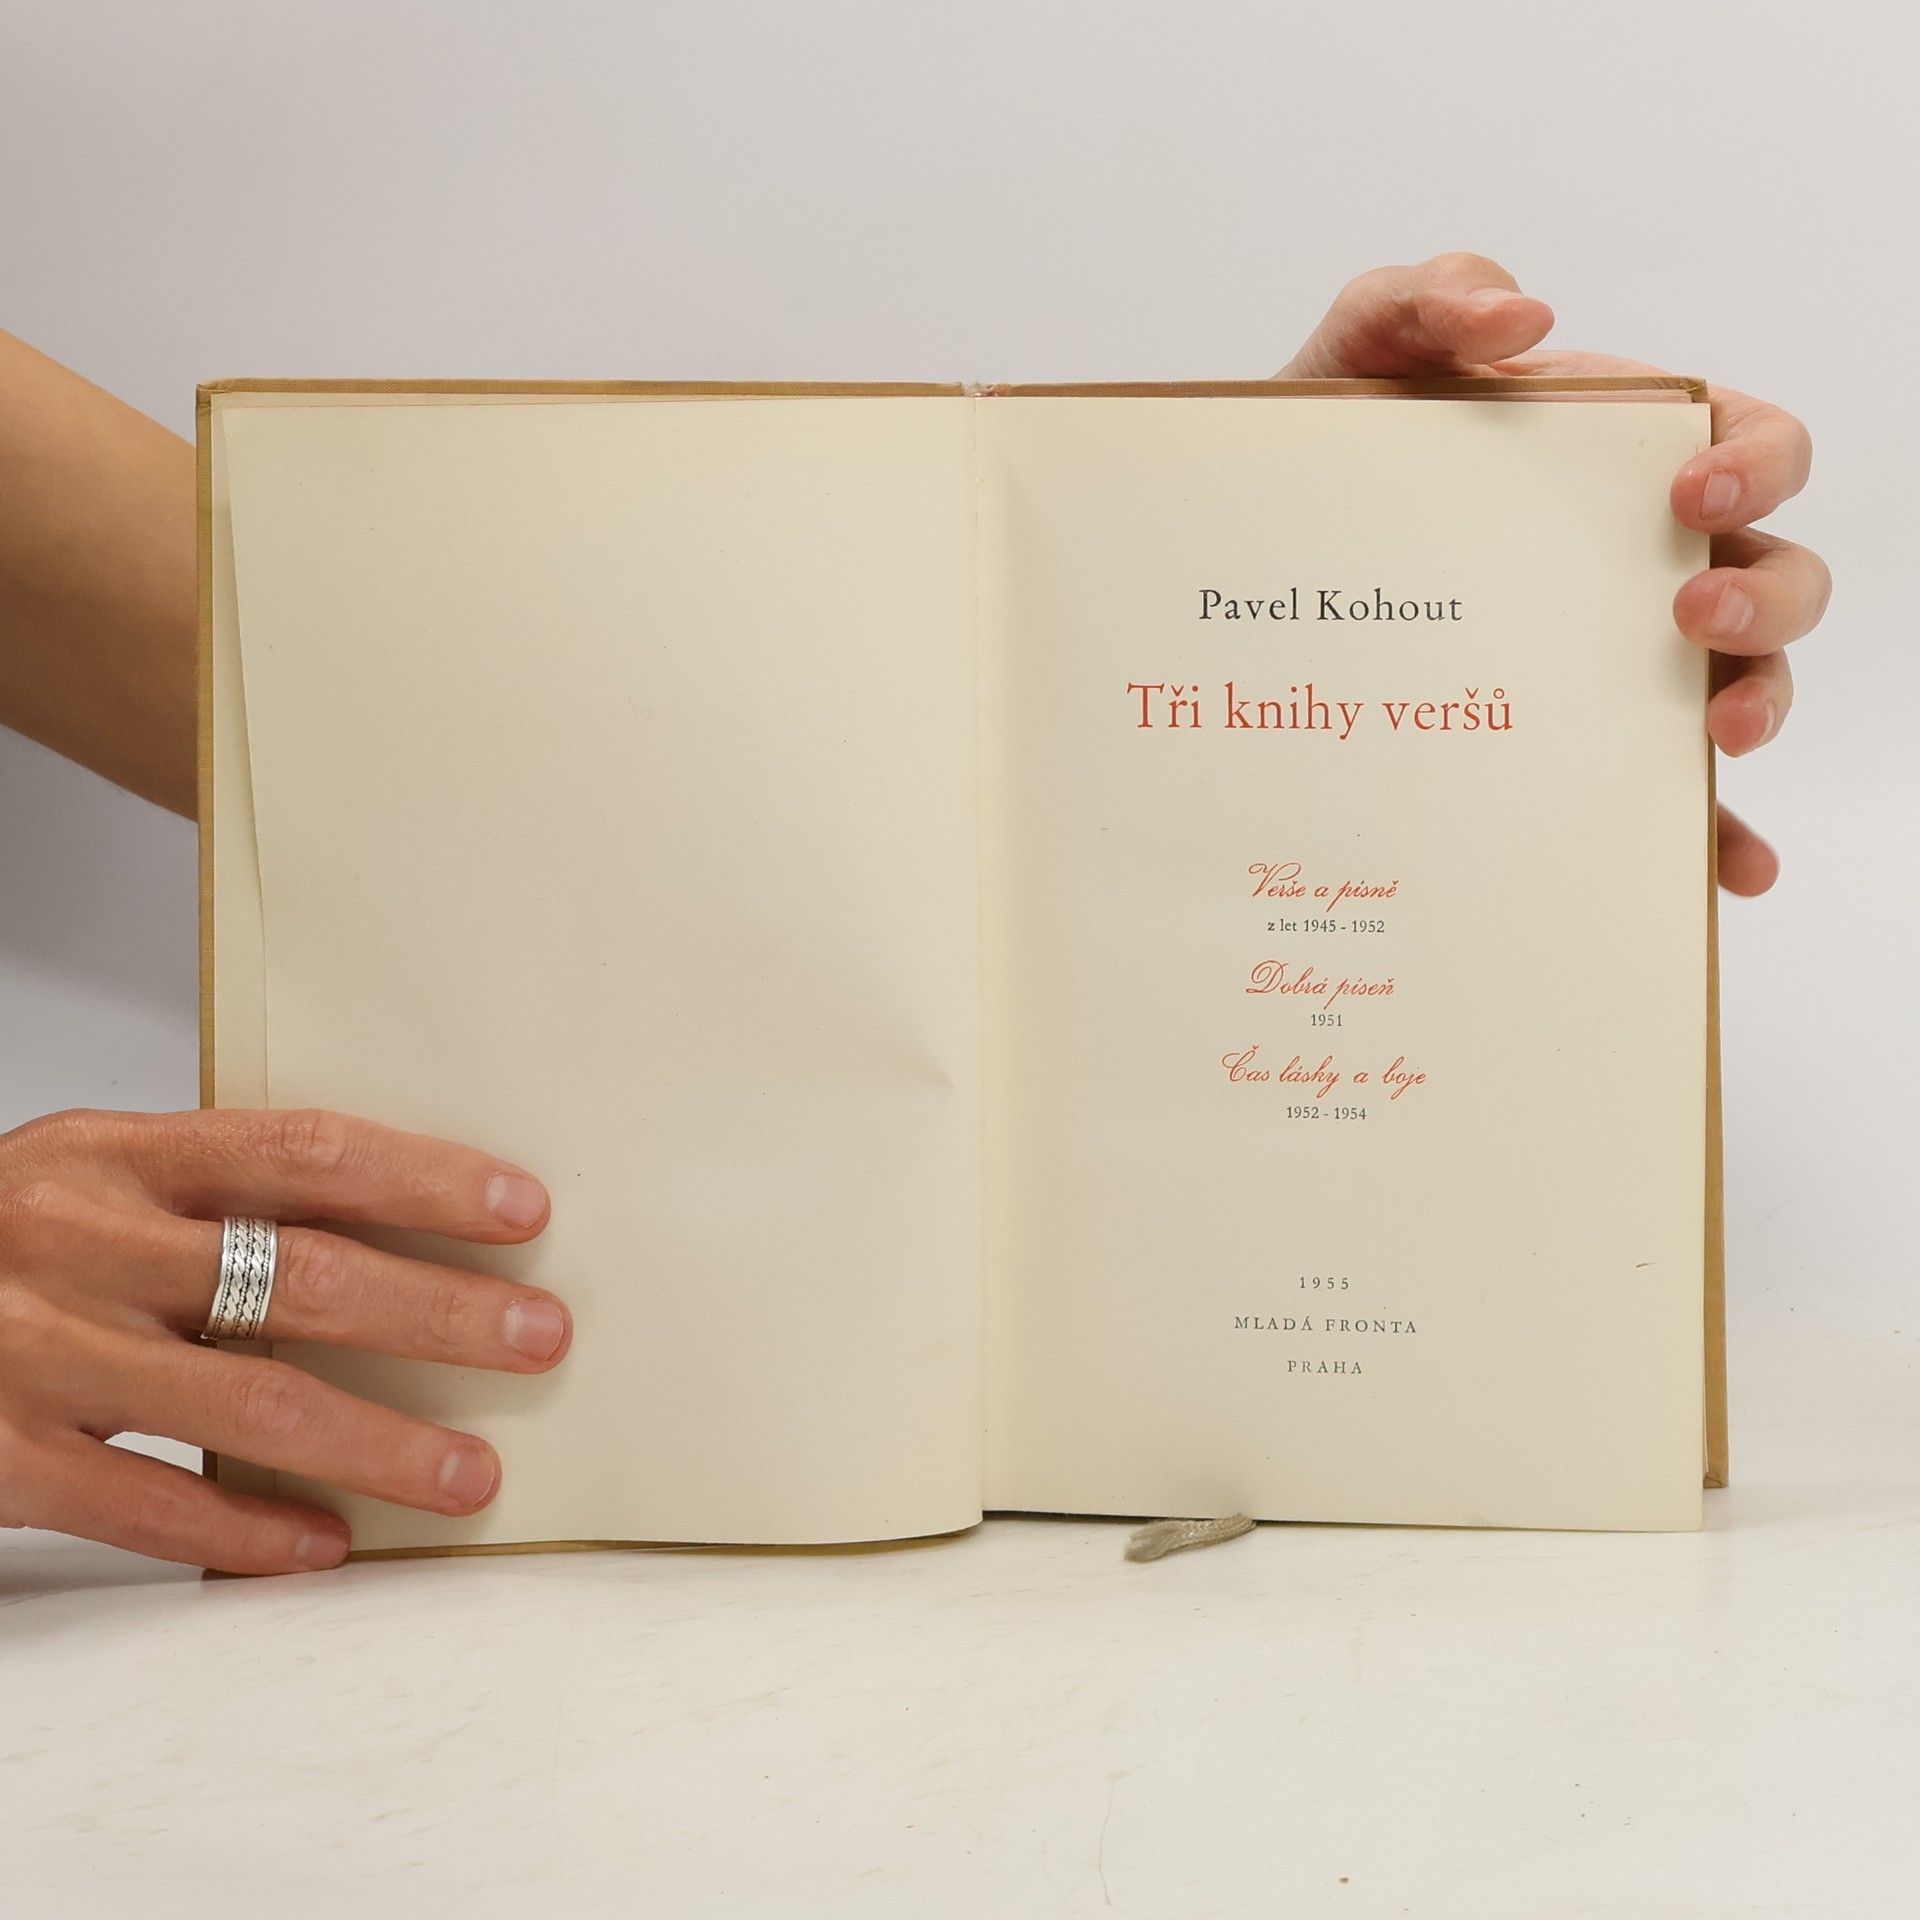 Pavel Kohout
Tři knihy veršů
Verše a písně
z let 1945 - 1952
Dobrá píseň
1951
Čas lásky a boje
1952 - 1954
1955
MLADÁ FRONTA
PRAHA